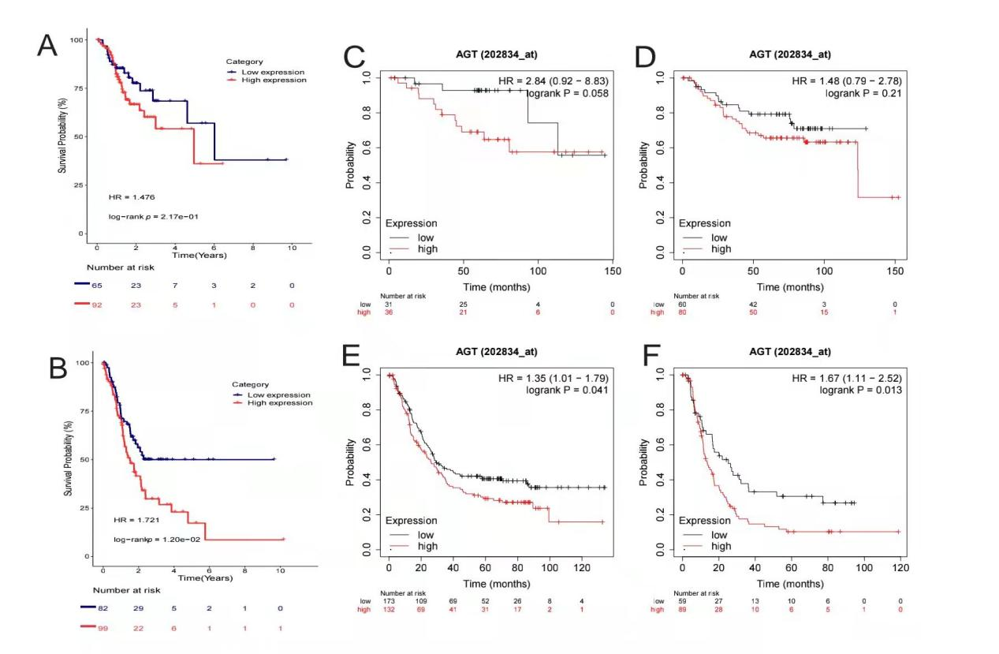 A
100
75
50
25
0
Survival Probability (%)
Category
Low expression
High expression
HR = 1.476
log−rank p = 2.17e−01
0 2 4 6 8 10
Time(Years)
Number at risk
65 23 7 3 2 0
92 23 5 1 0 0
C
AGT (202834_at)
HR = 2.84 (0.92 − 8.83)
logrank P = 0.058
Probability
1.0
0.8
0.6
0.4
0.2
0.0
Expression
low
high
0 50 100 150
Time (months)
Number at risk
low 31 25 4 0
high 36 21 6 0
D
AGT (202834_at)
HR = 1.48 (0.79 − 2.78)
logrank P = 0.21
Probability
1.0
0.8
0.6
0.4
0.2
0.0
Expression
low
high
0 50 100 150
Time (months)
Number at risk
low 60 42 3 0
high 80 50 15 1
B
100
75
50
25
0
Survival Probability (%)
Category
Low expression
High expression
HR = 1.721
log−rankp = 1.20e−02
0 2 4 6 8 10
Time(Years)
Number at risk
82 29 5 2 1 0
99 22 6 1 1 1
E
AGT (202834_at)
HR = 1.35 (1.01 − 1.79)
logrank P = 0.041
Probability
1.0
0.8
0.6
0.4
0.2
0.0
Expression
low
high
0 20 40 60 80 100 120
Time (months)
Number at risk
low 173 109 69 52 26 8 4
high 132 69 41 31 17 2 1
F
AGT (202834_at)
HR = 1.67 (1.11 − 2.52)
logrank P = 0.013
Probability
1.0
0.8
0.6
0.4
0.2
0.0
Expression
low
high
0 20 40 60 80 100 120
Time (months)
Number at risk
low 59 27 13 10 6 0 0
high 89 28 10 6 5 1 0